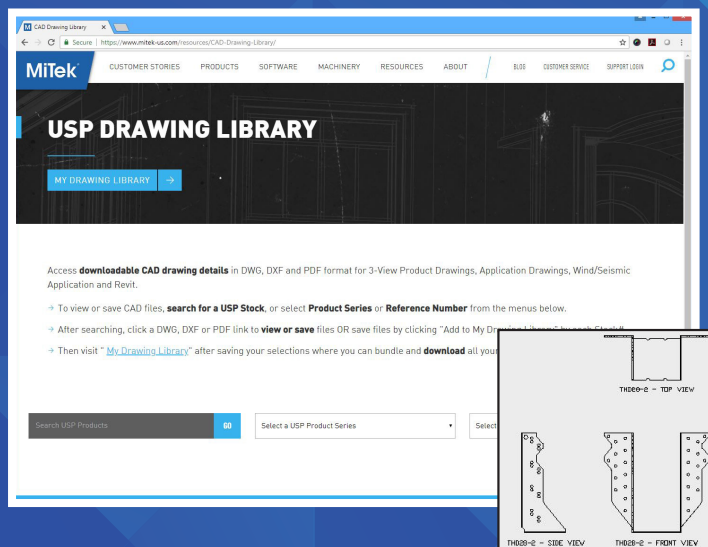 M CAD Drawing Library ×
Secure | https://www.mitek-us.com/resources/CAD-Drawing-Library/
MiTek
CUSTOMER STORIES PRODUCTS SOFTWARE MACHINERY RESOURCES ABOUT BLOG CUSTOMER SERVICE SUPPORT LOGIN
USP DRAWING LIBRARY
MY DRAWING LIBRARY →
Access downloadable CAD drawing details in DWG, DXF and PDF format for 3-View Product Drawings, Application Drawings, Wind/Seismic
Application and Revit.
→ To view or save CAD files, search for a USP Stock, or select Product Series or Reference Number from the menus below.
→ After searching, click a DWG, DXF or PDF link to view or save files OR save files by clicking "Add to My Drawing Library" by each Stock#
→ Then visit " My Drawing Library" after saving your selections where you can bundle and download all your
Search USP Products GO Select a USP Product Series Select
THD28-2 - TOP VIEW
THD28-2 - SIDE VIEW THD28-2 - FRONT VIEW